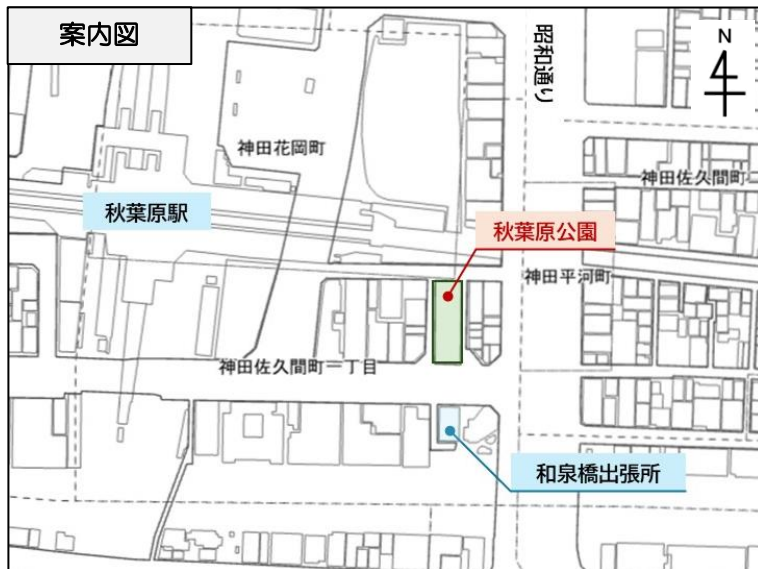 案内図
昭和通り
N
神田花岡町
神田佐久間町二
秋葉原駅
秋葉原公園
神田平河町
神田佐久間町一丁目
和泉橋出張所